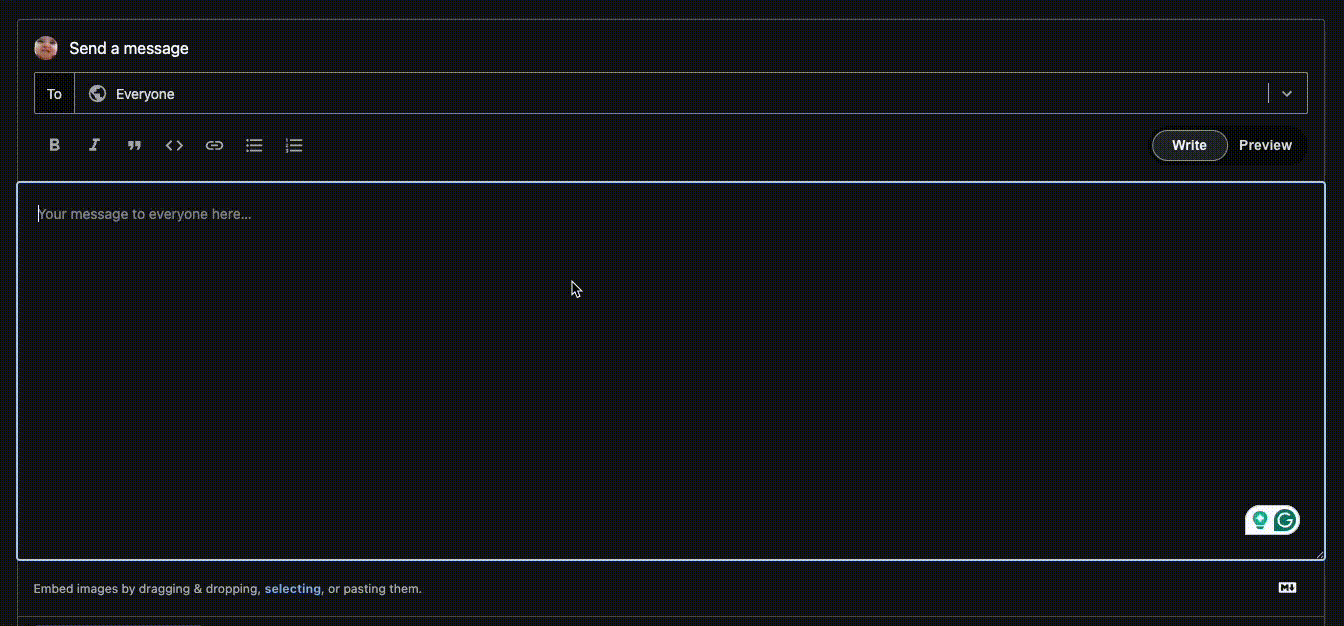 Send a message
To Everyone
B I
Write Preview
Your message to everyone here...
G
Embed images by dragging & dropping, selecting, or pasting them.
M